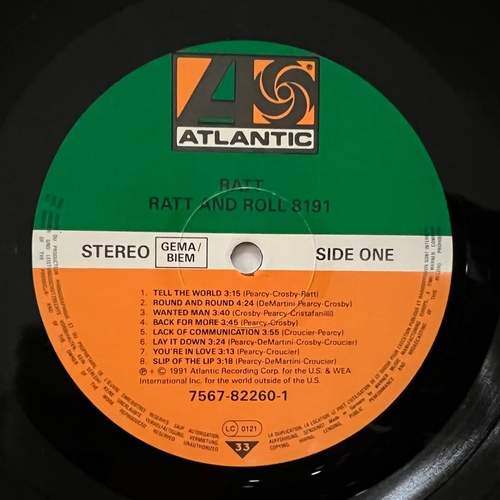 ATLANTIC
RATT
RATT AND ROLL 8191
STEREO
GEMA/
BIEM
SIDE ONE
1. TELL THE WORLD 3:15 (Pearcy-Crosby-Ratt)
2. ROUND AND ROUND 4:24 (DeMartini-Pearcy-Crosby)
3. WANTED MAN 3:40 (Crosby-Pearcy-Cristafanilli)
4. BACK FOR MORE 3:45 (Pearcy-Crosby)
5. LACK OF COMMUNICATION 3:55 (Croucier-Pearcy)
6. LAY IT DOWN 3:24 (Pearcy-DeMartini-Crosby-Croucier)
7. YOU'RE IN LOVE 3:13 (Pearcy-Croucier)
8. SLIP OF THE LIP 3:18 (Pearcy-DeMartini-Croucier)
℗ + © 1991 Atlantic Recording Corp. for the U.S. & WEA
International Inc. for the world outside of the U.S.
7567-82260-1
LC 0121
33